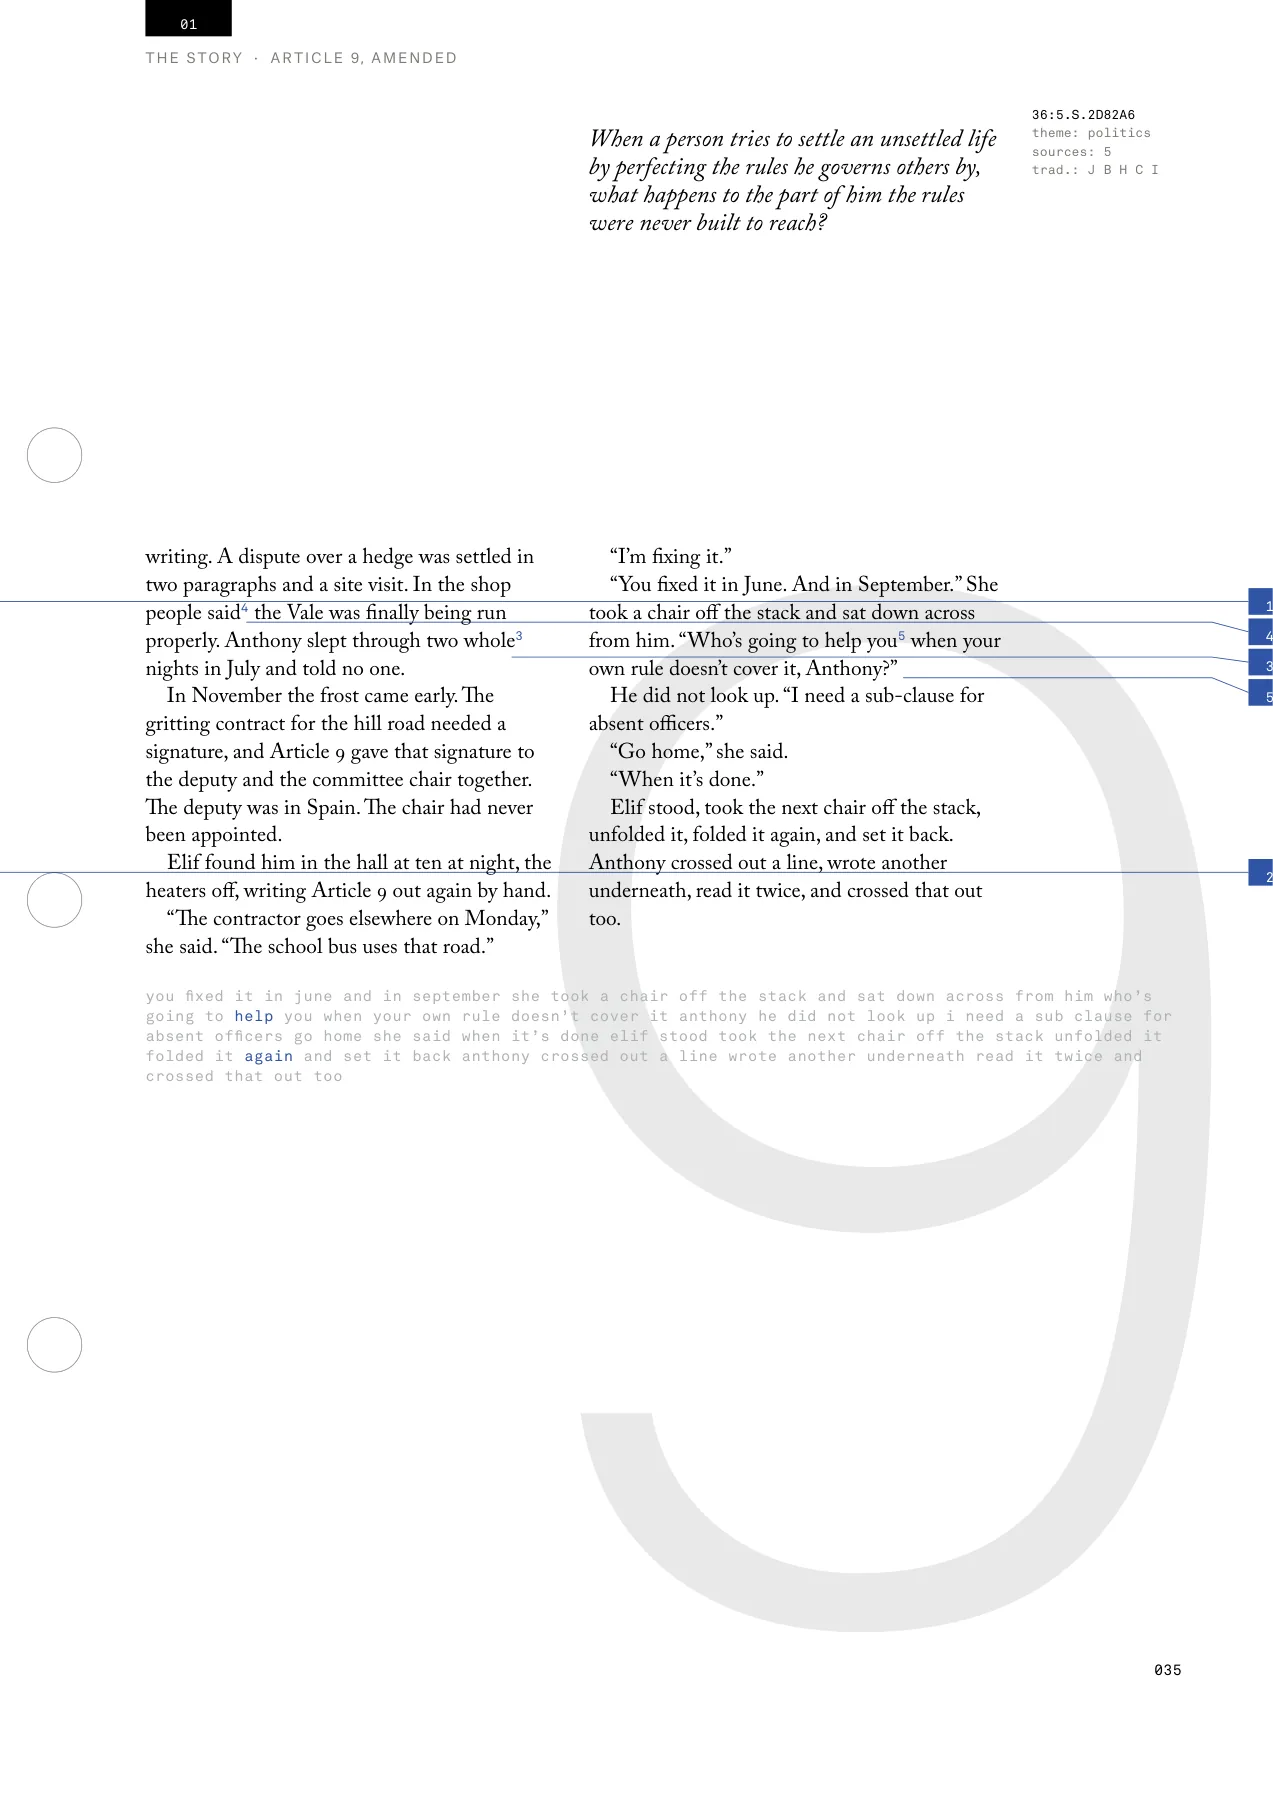 01
THE STORY · ARTICLE 9, AMENDED
When a person tries to settle an unsettled life
by perfecting the rules he governs others by,
what happens to the part of him the rules
were never built to reach?
36:5.S.2D82A6
theme: politics
sources: 5
trad.: J B H C I
writing. A dispute over a hedge was settled in
two paragraphs and a site visit. In the shop
people said4 the Vale was finally being run
properly. Anthony slept through two whole3
nights in July and told no one.
In November the frost came early. The
gritting contract for the hill road needed a
signature, and Article 9 gave that signature to
the deputy and the committee chair together.
The deputy was in Spain. The chair had never
been appointed.
Elif found him in the hall at ten at night, the
heaters off, writing Article 9 out again by hand.
“The contractor goes elsewhere on Monday,”
she said. “The school bus uses that road.”
“I’m fixing it.”
“You fixed it in June. And in September.” She
took a chair off the stack and sat down across
from him. “Who’s going to help you5 when your
own rule doesn’t cover it, Anthony?”
He did not look up. “I need a sub-clause for
absent officers.”
“Go home,” she said.
“When it’s done.”
Elif stood, took the next chair off the stack,
unfolded it, folded it again, and set it back.
Anthony crossed out a line, wrote another
underneath, read it twice, and crossed that out
too.
1
4
3
5
2
you fixed it in june and in september she took a chair off the stack and sat down across from him who’s
going to help you when your own rule doesn’t cover it anthony he did not look up i need a sub clause for
absent officers go home she said when it’s done elif stood took the next chair off the stack unfolded it
folded it again and set it back anthony crossed out a line wrote another underneath read it twice and
crossed that out too
9
035